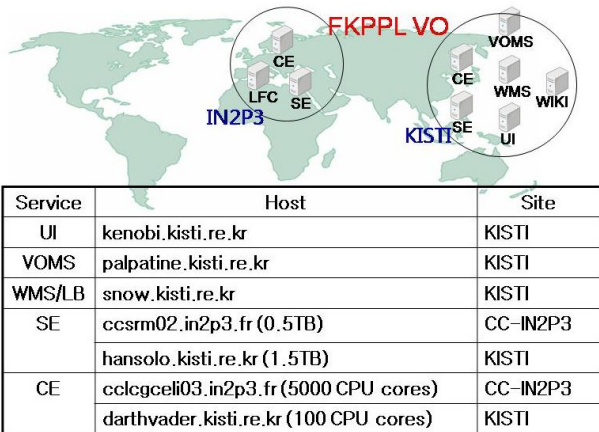 FKPPL VO
VOMS
CE
CE
LFC
SE
WMS
WIKI
IN2P3
KISTI
SE
UI
Service Host Site
UI kenobi.kisti.re.kr KISTI
VOMS palpatine.kisti.re.kr KISTI
WMS/LB snow.kisti.re.kr KISTI
SE ccsrm02.in2p3.fr (0.5TB) CC-IN2P3
hansolo.kisti.re.kr (1.5TB) KISTI
CE cclcgceli03.in2p3.fr (5000 CPU cores) CC-IN2P3
darthvader.kisti.re.kr (100 CPU cores) KISTI